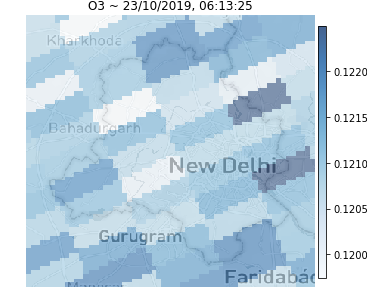 O3 ~ 23/10/2019, 06:13:25
Kharkhoda
0.1220
0.1215
Bahadurgarh
0.1210
New Delhi
0.1205
Gurugram
0.1200
Faridabad